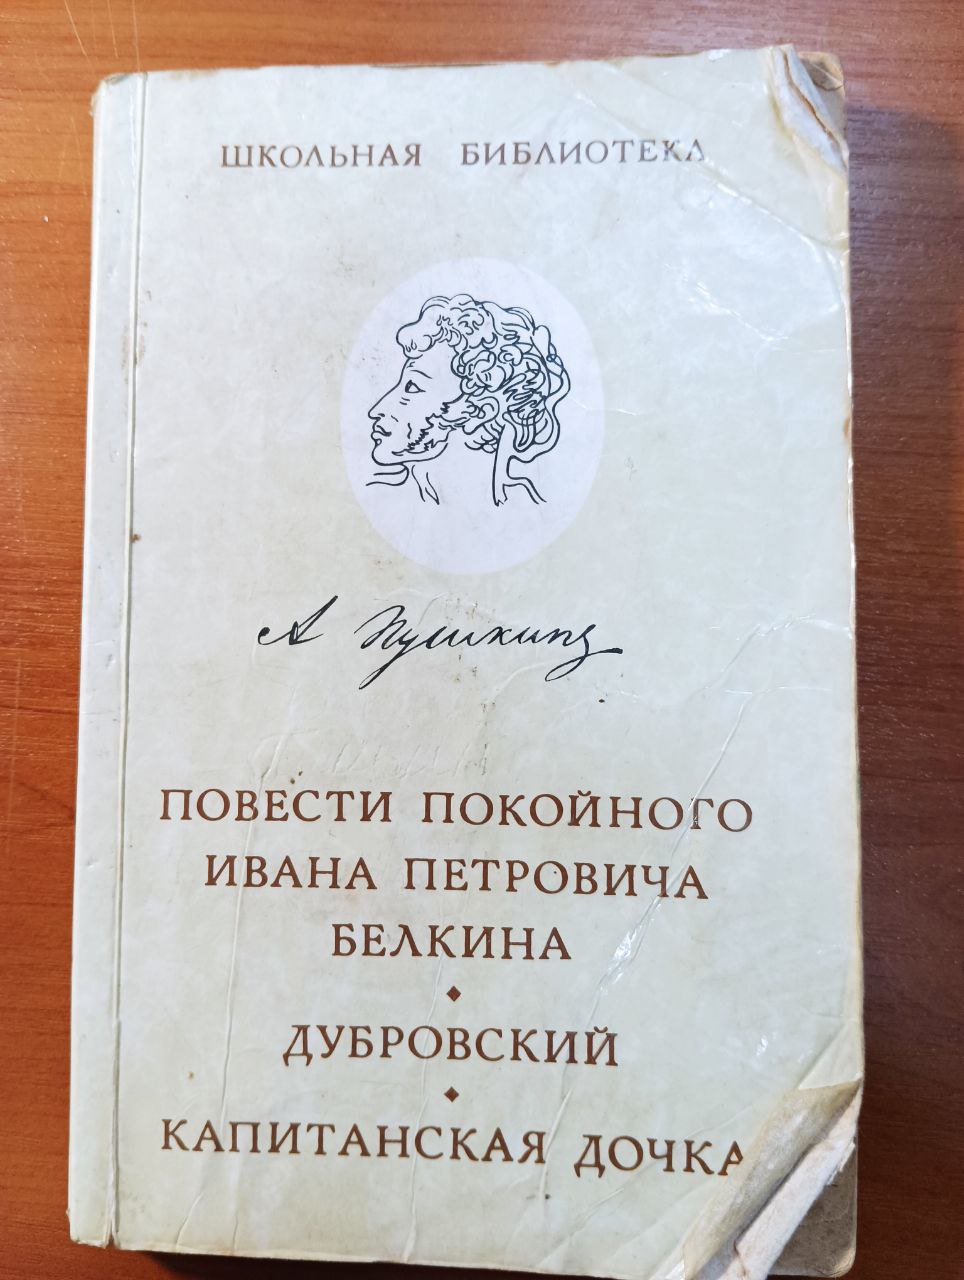 ШКОЛЬНАЯ БИБЛИОТЕКА
А Пушкинъ
ПОВЕСТИ ПОКОЙНОГО
ИВАНА ПЕТРОВИЧА
БЕЛКИНА
ДУБРОВСКИЙ
КАПИТАНСКАЯ ДОЧКА